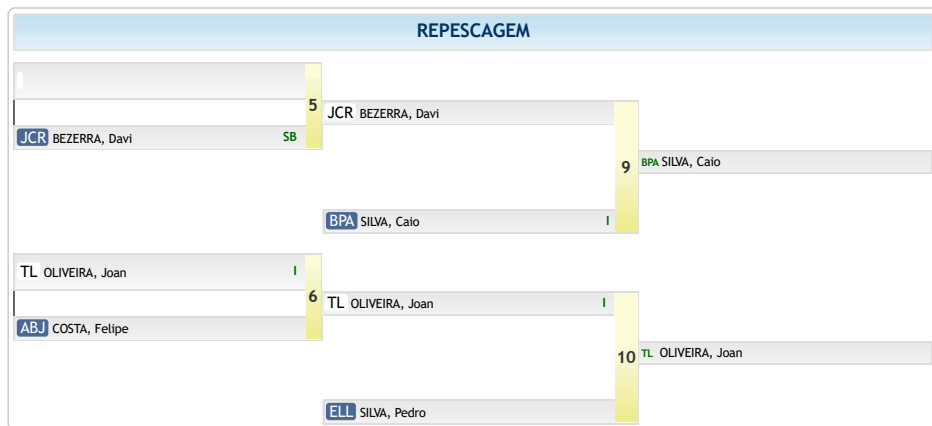 REPESCAGEM
5
JCR BEZERRA, Davi SB
JCR BEZERRA, Davi
BPA SILVA, Caio I
9
BPA SILVA, Caio
TL OLIVEIRA, Joan I
6
ABJ COSTA, Felipe
TL OLIVEIRA, Joan I
ELL SILVA, Pedro
10
TL OLIVEIRA, Joan